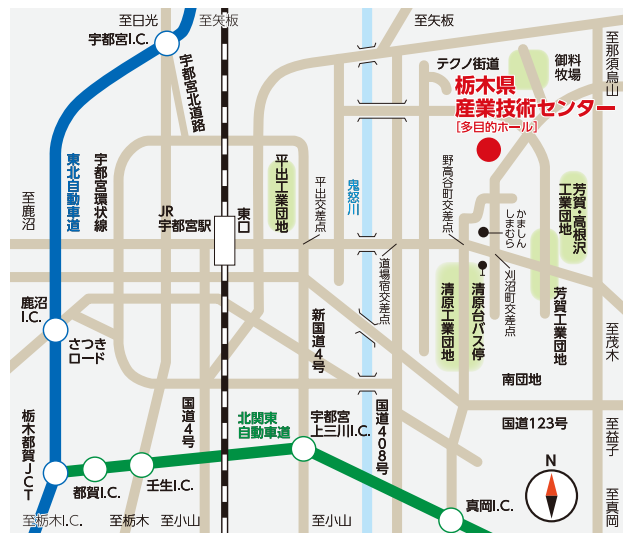 至日光
至矢板
至矢板
宇都宮I.C.
宇都宮北道路
テクノ街道
御料
牧場
至那須烏山
栃木県
産業技術センター
[多目的ホール]
東北自動車道
宇都宮環状線
至鹿沼
JR
宇都宮駅
東口
平出工業団地
平出交差点
鬼怒川
野高谷町交差点
かましん
しまむら
芳賀・高根沢
工業団地
道場宿交差点
刈沼町交差点
清原工業団地
清原台バス停
芳賀工業団地
鹿沼
I.C.
さつき
ロード
新国道4号
至茂木
南団地
国道4号
北関東
自動車道
宇都宮
上三川I.C.
国道408号
国道123号
至益子
栃木都賀JCT
都賀I.C.
壬生I.C.
真岡I.C.
N
至真岡
至栃木I.C.
至栃木
至小山
至小山